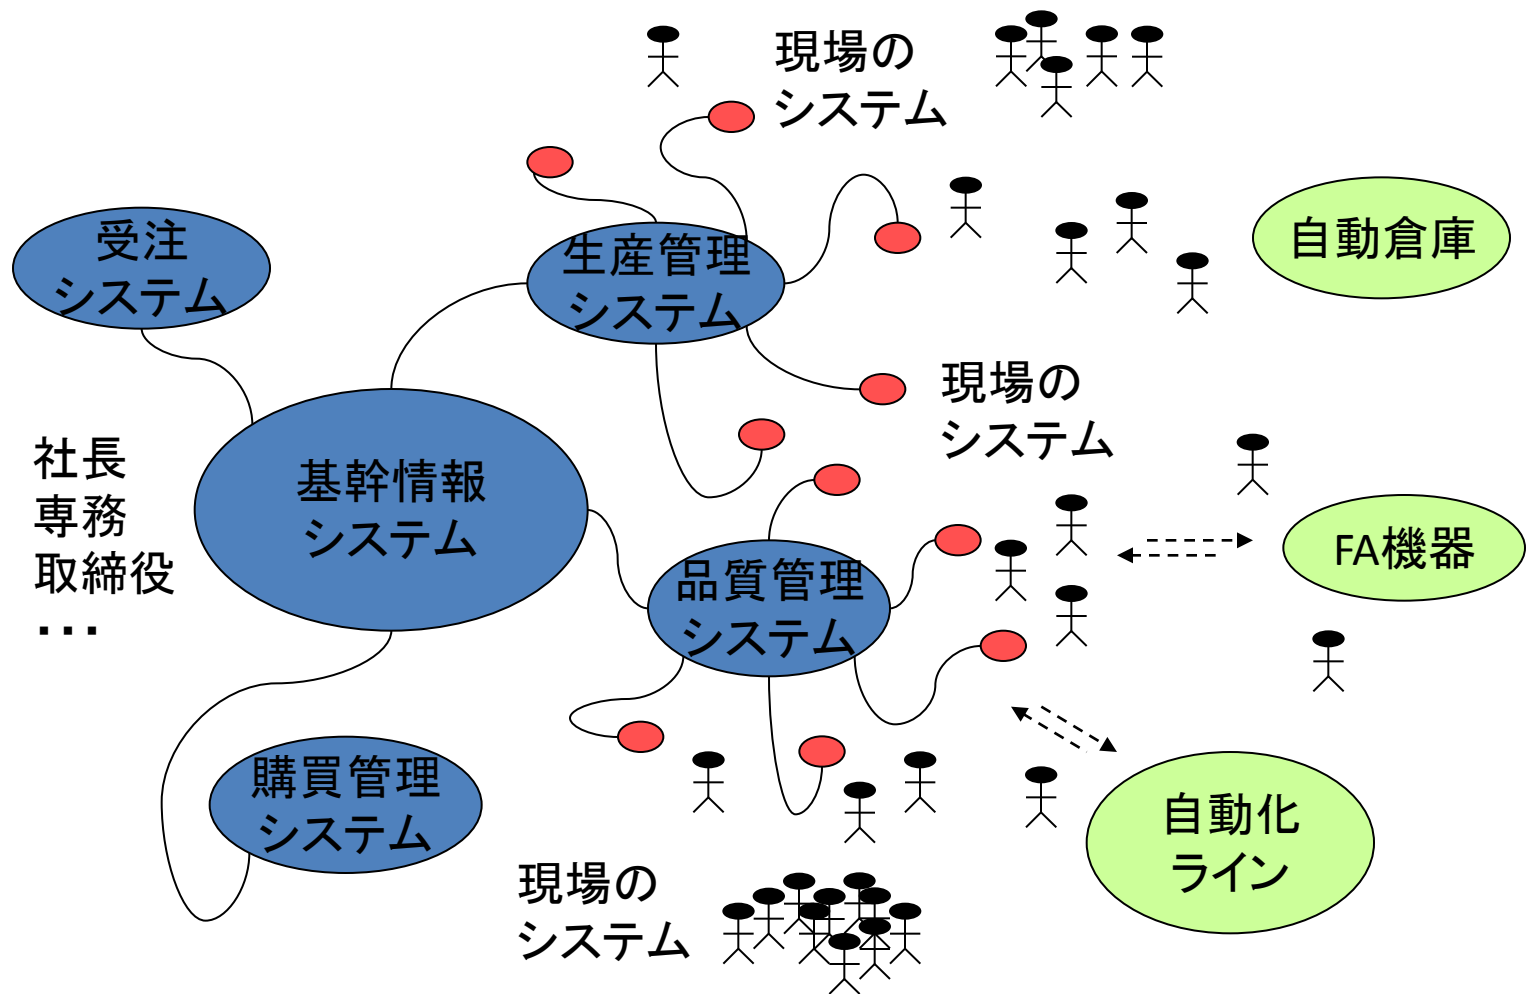 現場の
システム
受注
システム
生産管理
システム
自動倉庫
現場の
システム
社長
専務
取締役
・・・
基幹情報
システム
FA機器
品質管理
システム
購買管理
システム
自動化
ライン
現場の
システム